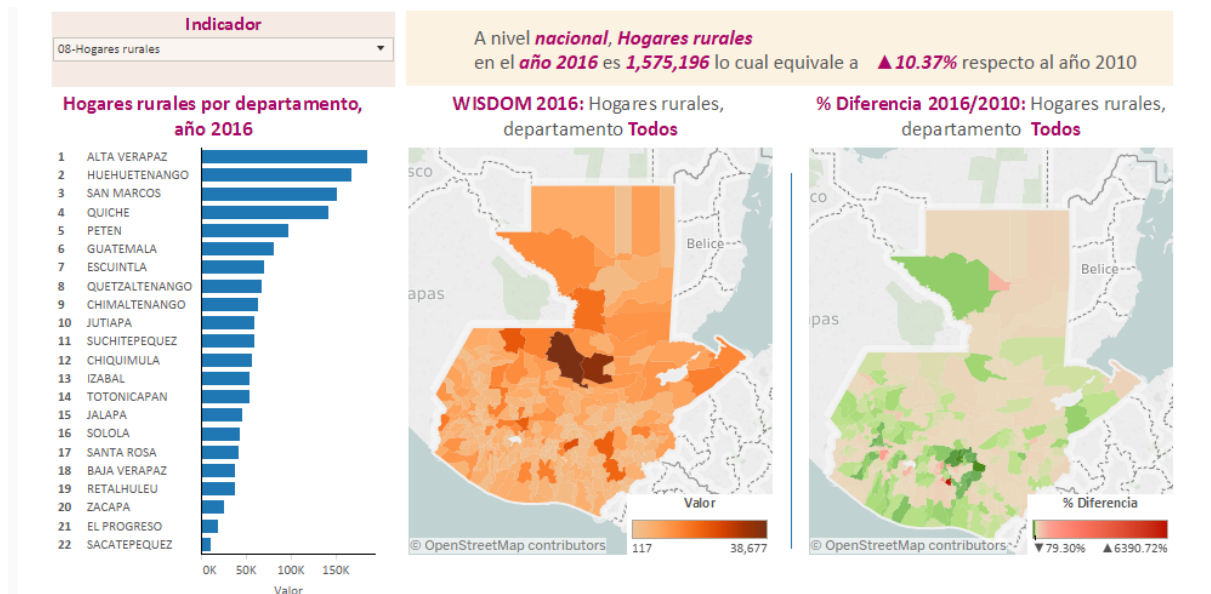 Indicador
08-Hogares rurales
A nivel nacional, Hogares rurales
en el año 2016 es 1,575,196 lo cual equivale a ▲10.37% respecto al año 2010
Hogares rurales por departamento,
año 2016
1 ALTA VERAPAZ
2 HUEHUETENANGO
3 SAN MARCOS
4 QUICHE
5 PETEN
6 GUATEMALA
7 ESCUINTLA
8 QUETZALTENANGO
9 CHIMALTENANGO
10 JUTIAPA
11 SUCHITEPEQUEZ
12 CHIQUIMULA
13 IZABAL
14 TOTONICAPAN
15 JALAPA
16 SOLOLA
17 SANTA ROSA
18 BAJA VERAPAZ
19 RETALHULEU
20 ZACAPA
21 EL PROGRESO
22 SACATEPEQUEZ
0K 50K 100K 150K
Valor
WISDOM 2016: Hogares rurales,
departamento Todos
sco
Belice
apas
Valor
117 38,677
© OpenStreetMap contributors
% Diferencia 2016/2010: Hogares rurales,
departamento Todos
co
Belice
pas
% Diferencia
▼79.30% ▲6390.72%
© OpenStreetMap contributors